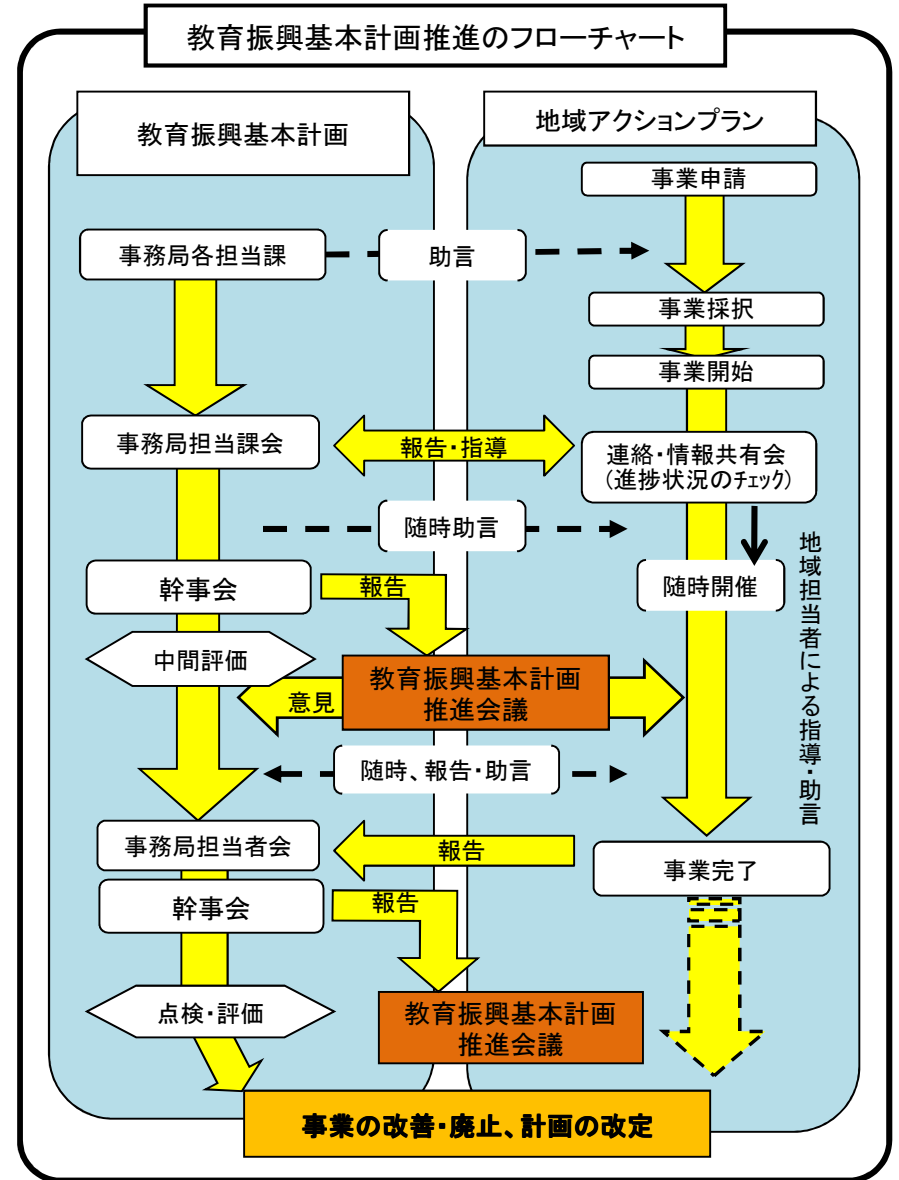 教育振興基本計画推進のフローチャート
教育振興基本計画
地域アクションプラン
事業申請
事務局各担当課
助言
事業採択
事業開始
事務局担当課会
報告・指導
連絡・情報共有会
(進捗状況のチェック)
随時助言
地域担当者による指導・助言
幹事会
報告
随時開催
中間評価
意見
教育振興基本計画
推進会議
随時、報告・助言
事務局担当者会
報告
事業完了
幹事会
報告
点検・評価
教育振興基本計画
推進会議
事業の改善・廃止、計画の改定